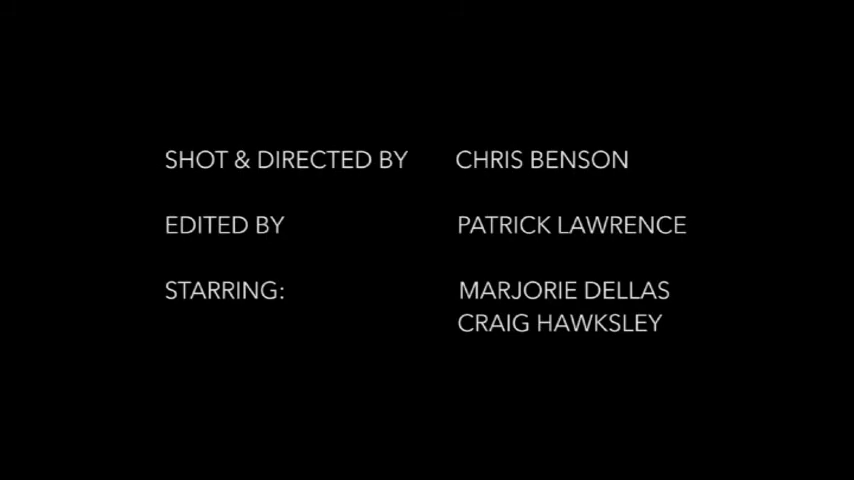 SHOT & DIRECTED BY CHRIS BENSON
EDITED BY PATRICK LAWRENCE
STARRING: MARJORIE DELLAS
CRAIG HAWKSLEY